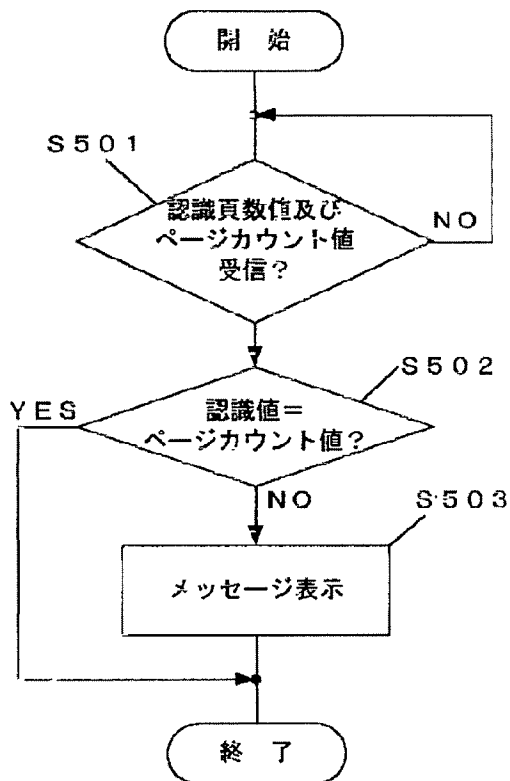 開 始
S501
認識頁数値及び
ページカウント値
受信?
NO
S502
YES
認識値=
ページカウント値?
NO
S503
メッセージ表示
終 了